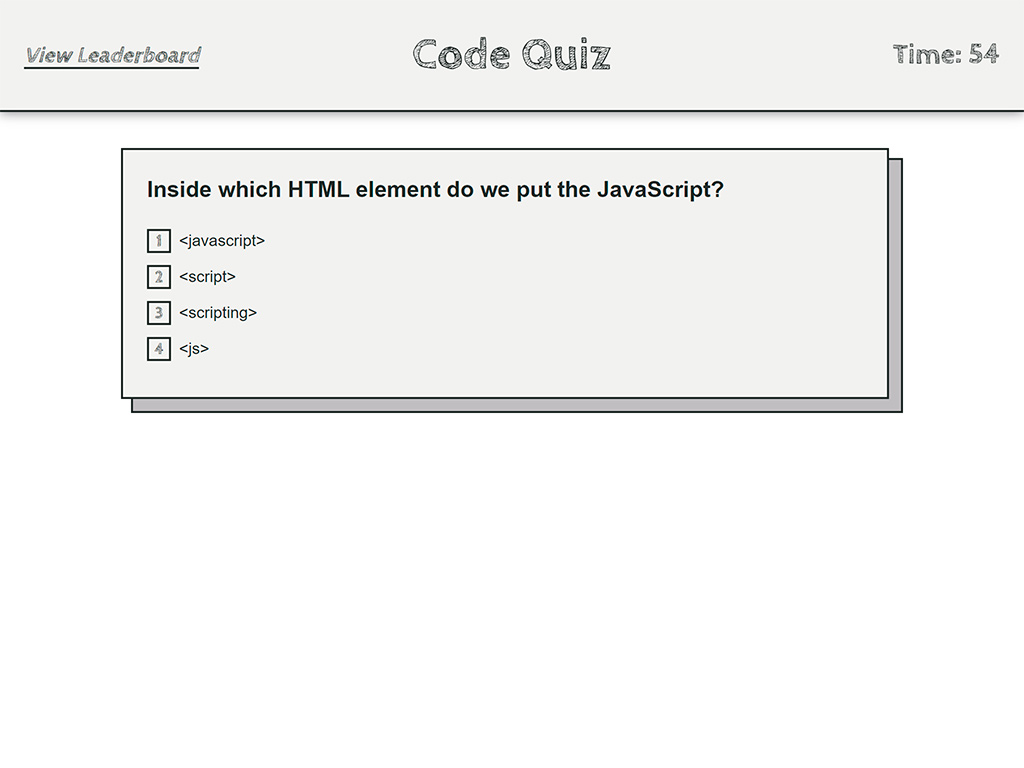 View Leaderboard
Code Quiz
Time: 54
Inside which HTML element do we put the JavaScript?
1 <javascript>
2 <script>
3 <scripting>
4 <js>